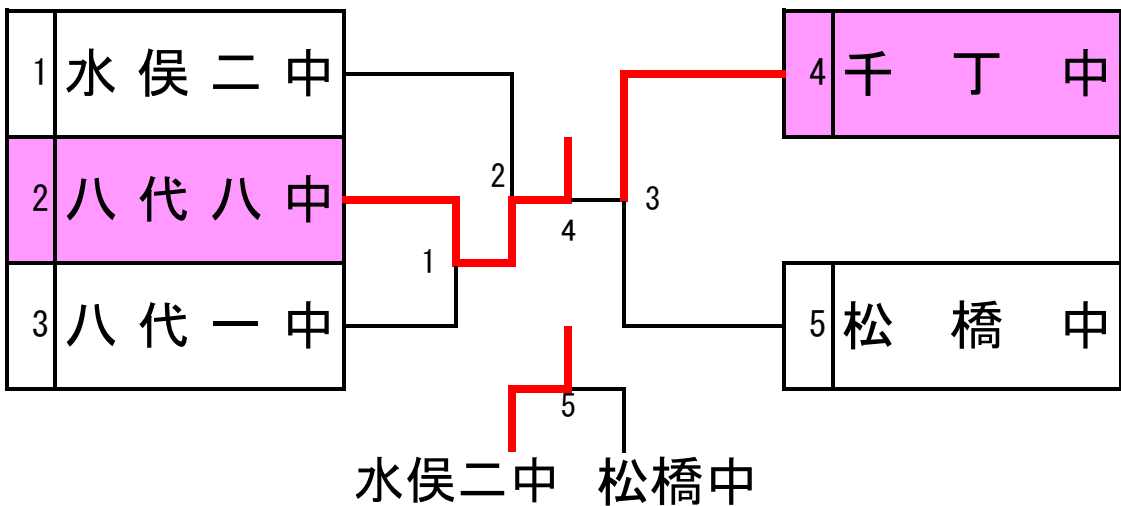 1 水俣二中
2 八代八中
3 八代一中
4 千丁中
5 松橋中
2
3
4
1
5
水俣二中 松橋中